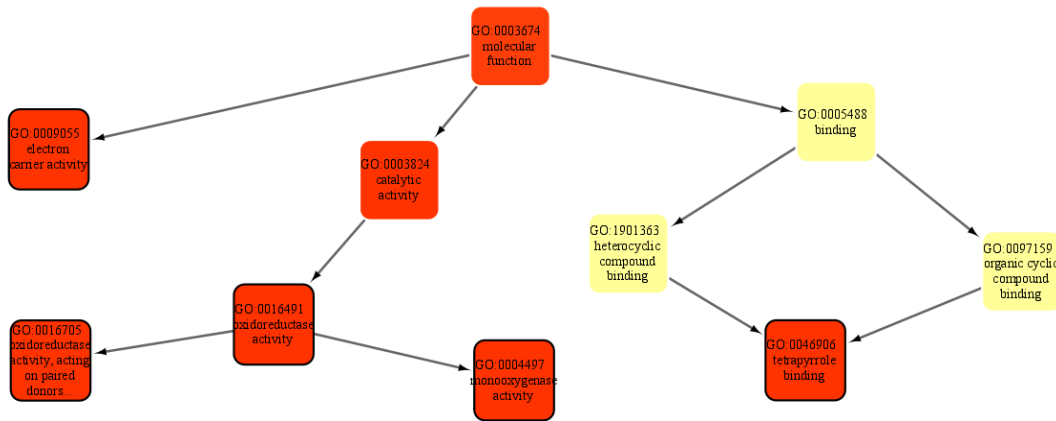 GO:0003674
molecular
function
GO:0005488
binding
GO:0009055
electron
carrier activity
GO:0003824
catalytic
activity
GO:1901363
heterocyclic
compound
binding
GO:0097159
organic cyclic
compound
binding
GO:0016491
oxidoreductase
activity
GO:0016705
oxidoreductase
activity, acting
on paired
donors...
GO:0004497
monooxygenase
activity
GO:0046906
tetrapyrrole
binding